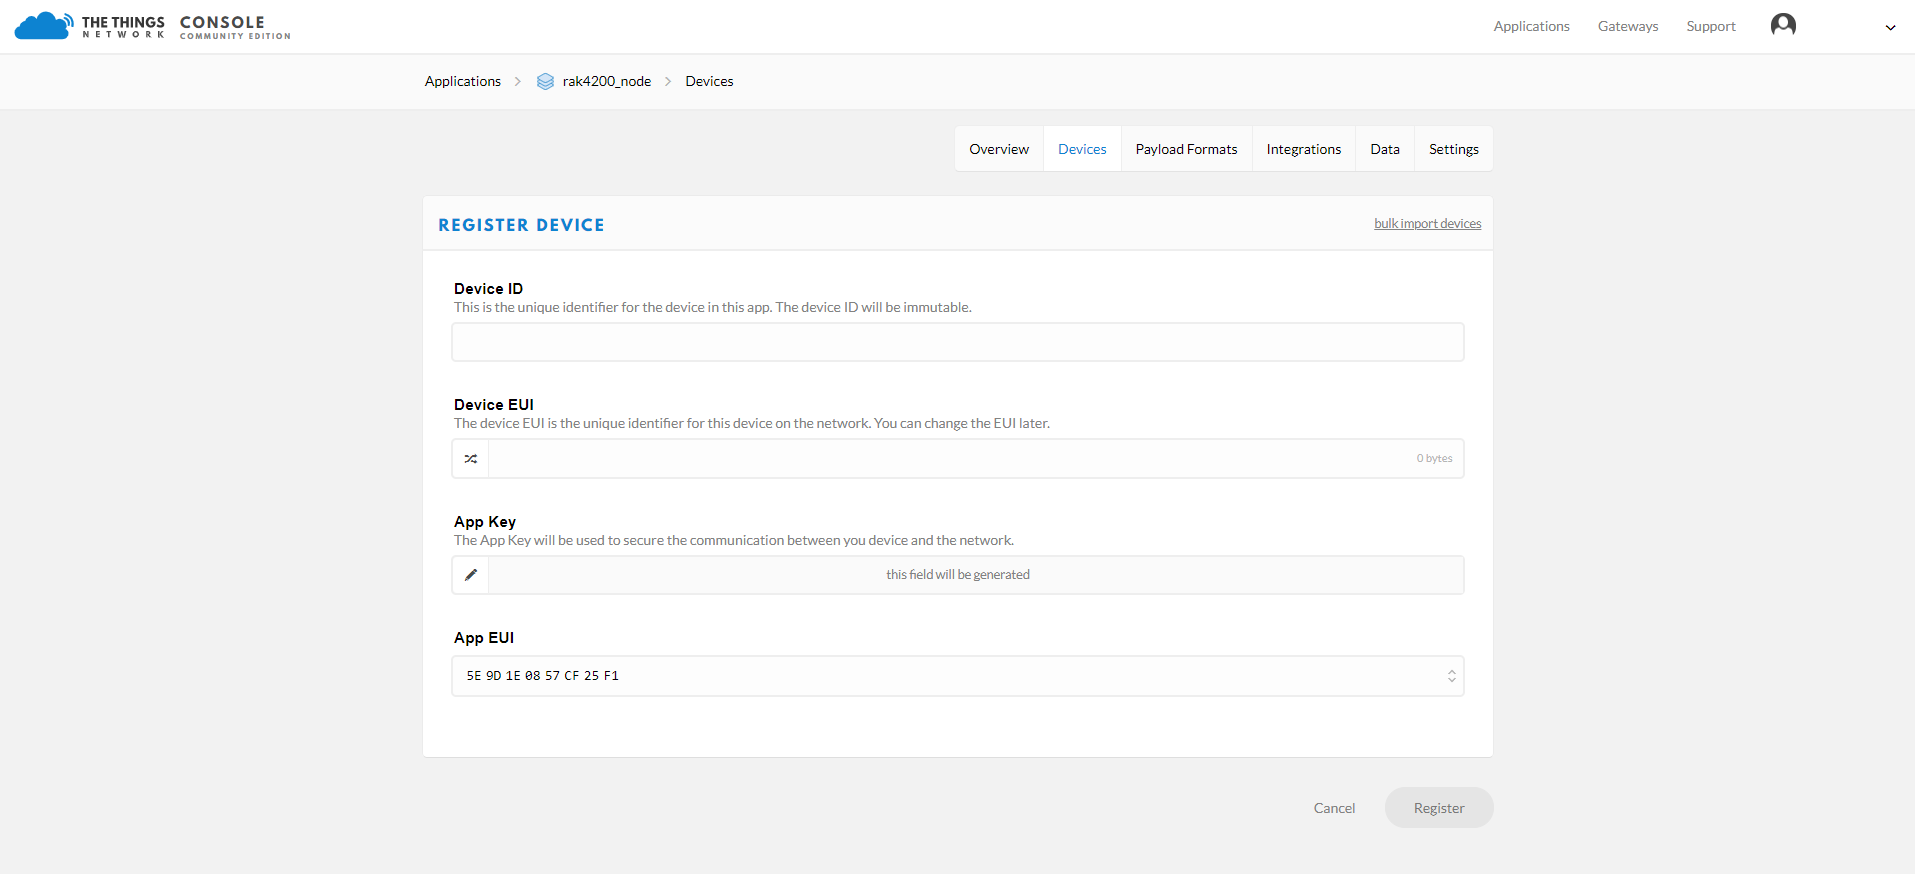 THE THINGS NETWORK CONSOLE COMMUNITY EDITION
Applications Gateways Support
Applications rak4200_node Devices
Overview Devices Payload Formats Integrations Data Settings
REGISTER DEVICE bulk import devices
Device ID
This is the unique identifier for the device in this app. The device ID will be immutable.
Device EUI
The device EUI is the unique identifier for this device on the network. You can change the EUI later.
0 bytes
App Key
The App Key will be used to secure the communication between you device and the network.
this field will be generated
App EUI
5E 9D 1E 08 57 CF 25 F1
Cancel Register